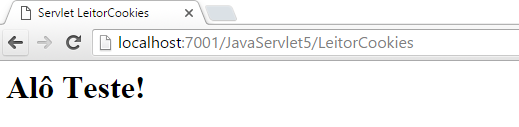 Servlet LeitorCookies
localhost:7001/JavaServlet5/LeitorCookies
Alô Teste!